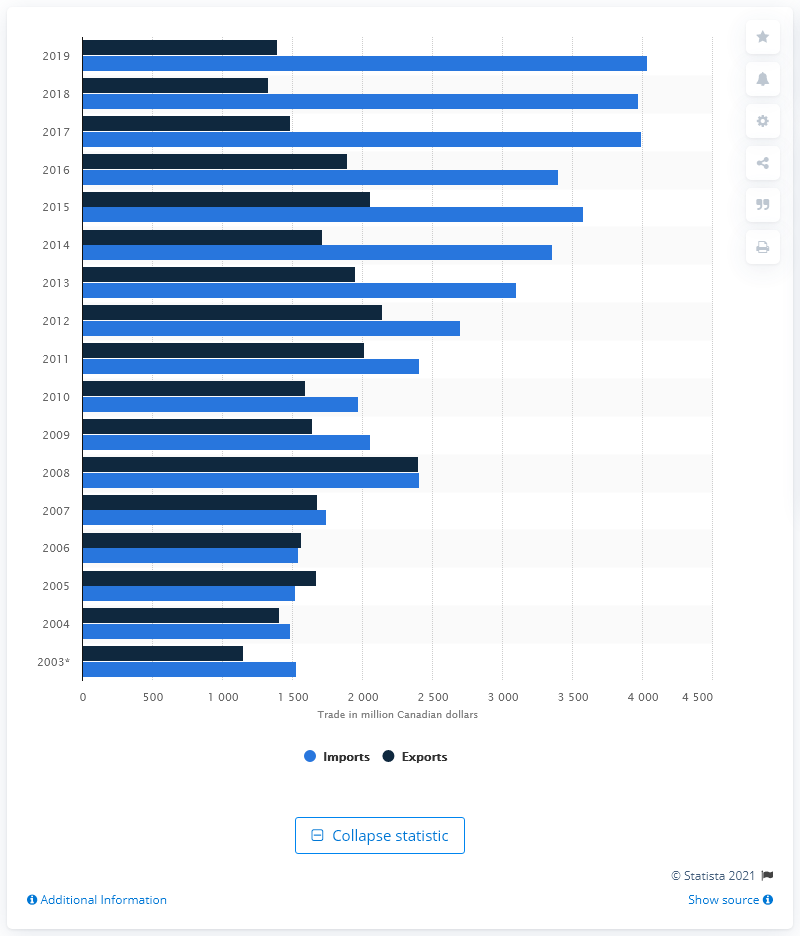 2019
2018
2017
2016
2015
2014
2013
2012
2011
2010
2009
2008
2007
2006
2005
2004
2003*
0 500 1 000 1 500 2 000 2 500 3 000 3 500 4 000 4 500
Trade in million Canadian dollars
Imports Exports
Collapse statistic
© Statista 2021
Additional Information Show source